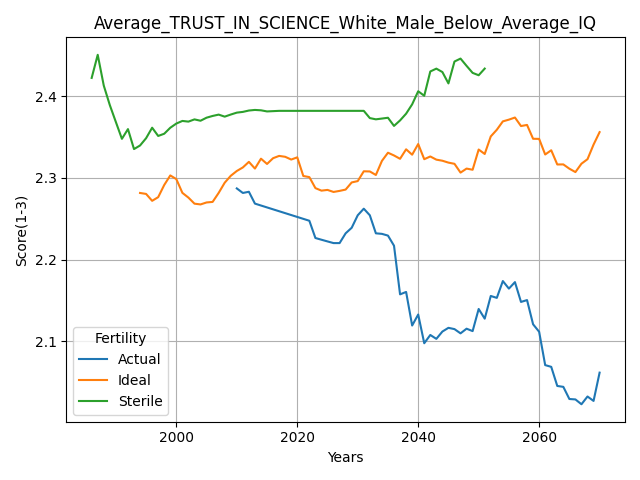 Average_TRUST_IN_SCIENCE_White_Male_Below_Average_IQ
Score(1-3)
2.4
2.3
2.2
2.1
Fertility
Actual
Ideal
Sterile
2000
2020
2040
2060
Years